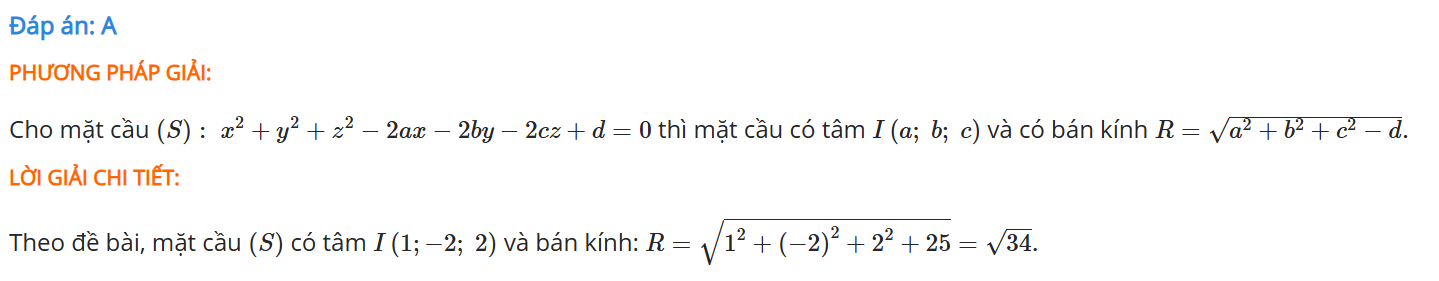 Đáp án: A
PHƯƠNG PHÁP GIẢI:
Cho mặt cầu (S) : x² + y² + z² − 2ax − 2by − 2cz + d = 0 thì mặt cầu có tâm I (a; b; c) và có bán kính R = √(a² + b² + c² − d).
LỜI GIẢI CHI TIẾT:
Theo đề bài, mặt cầu (S) có tâm I (1; −2; 2) và bán kính: R = √(1² + (−2)² + 2² + 25) = √34.